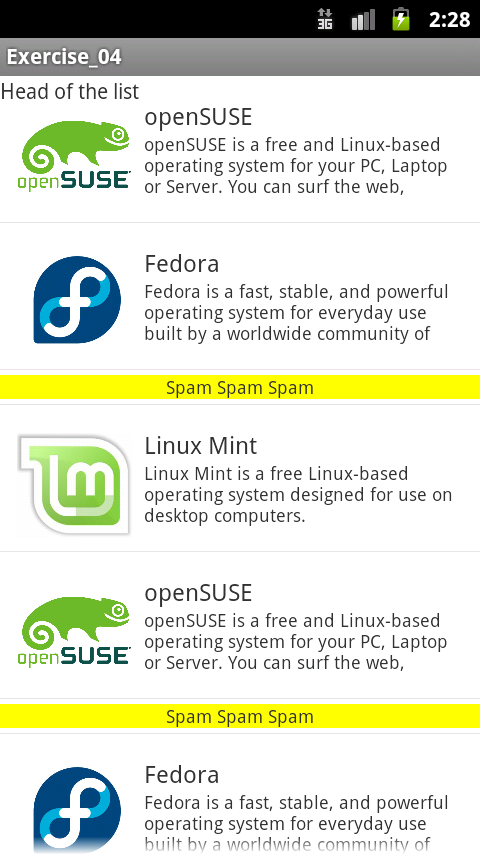 3G 2:28
Exercise_04
Head of the list
openSUSE
openSUSE is a free and Linux-based
operating system for your PC, Laptop
or Server. You can surf the web,
openSUSE
Fedora
Fedora is a fast, stable, and powerful
operating system for everyday use
built by a worldwide community of
Spam Spam Spam
Linux Mint
Linux Mint is a free Linux-based
operating system designed for use on
desktop computers.
lm
openSUSE
openSUSE is a free and Linux-based
operating system for your PC, Laptop
or Server. You can surf the web,
openSUSE
Spam Spam Spam
Fedora
Fedora is a fast, stable, and powerful
operating system for everyday use
built by a worldwide community of